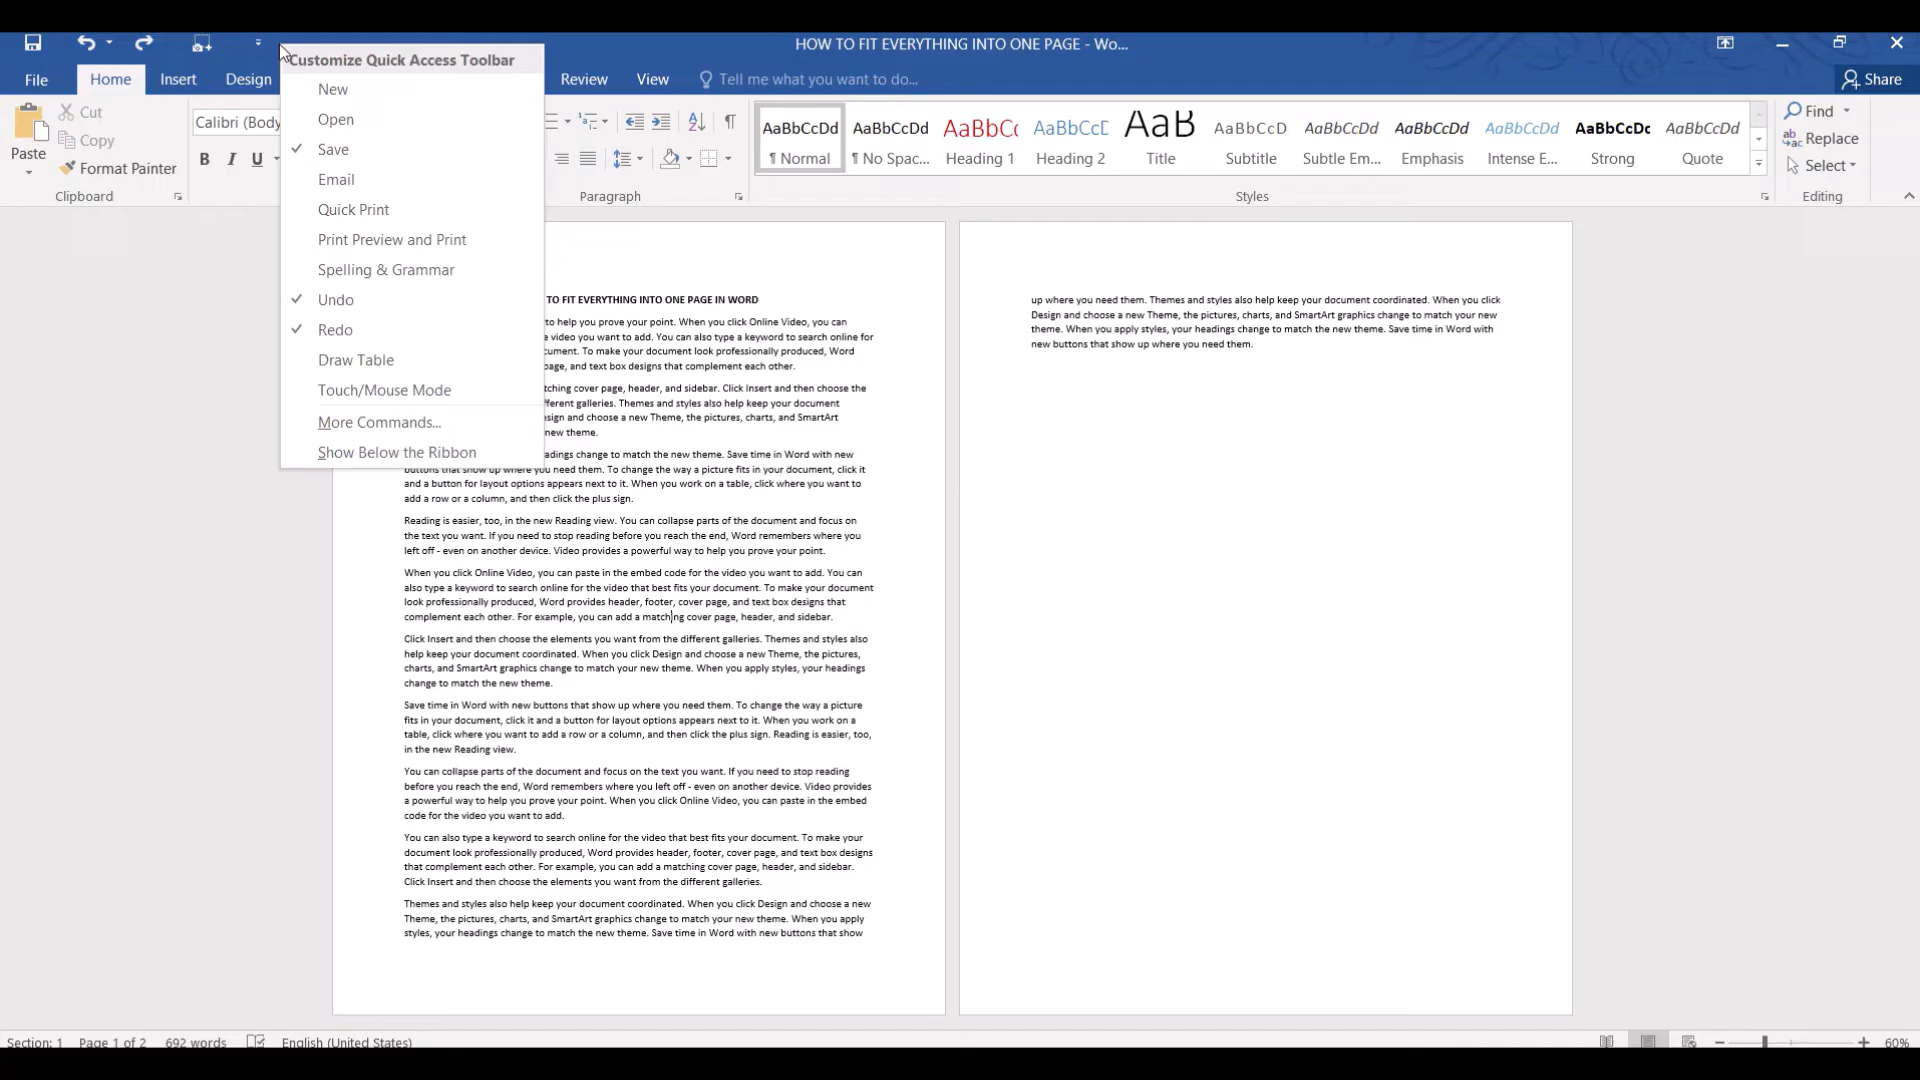 HOW TO FIT EVERYTHING INTO ONE PAGE - Wo...
File
Home
Insert
Design
Review
View
Tell me what you want to do...
Share
Paste
Cut
Copy
Format Painter
Clipboard
Calibri (Body
B I U
Paragraph
AaBbCcDd
¶ Normal
AaBbCcDd
¶ No Spac...
AaBbCc
Heading 1
AaBbCcD
Heading 2
AaB
Title
AaBbCcD
Subtitle
AaBbCcDd
Subtle Em...
AaBbCcDd
Emphasis
AaBbCcDd
Intense E...
AaBbCcDc
Strong
AaBbCcDd
Quote
Styles
Find
Replace
Select
Editing
Customize Quick Access Toolbar
New
Open
Save
Email
Quick Print
Print Preview and Print
Spelling & Grammar
Undo
Redo
Draw Table
Touch/Mouse Mode
More Commands...
Show Below the Ribbon
TO FIT EVERYTHING INTO ONE PAGE IN WORD
to help you prove your point. When you click Online Video, you can
e video you want to add. You can also type a keyword to search online for
cument. To make your document look professionally produced, Word
page, and text box designs that complement each other.
tching cover page, header, and sidebar. Click Insert and then choose the
fferent galleries. Themes and styles also help keep your document
sign and choose a new Theme, the pictures, charts, and SmartArt
new theme.
adings change to match the new theme. Save time in Word with new
buttons that show up where you need them. To change the way a picture fits in your document, click it
and a button for layout options appears next to it. When you work on a table, click where you want to
add a row or a column, and then click the plus sign.
Reading is easier, too, in the new Reading view. You can collapse parts of the document and focus on
the text you want. If you need to stop reading before you reach the end, Word remembers where you
left off - even on another device. Video provides a powerful way to help you prove your point.
When you click Online Video, you can paste in the embed code for the video you want to add. You can
also type a keyword to search online for the video that best fits your document. To make your document
look professionally produced, Word provides header, footer, cover page, and text box designs that
complement each other. For example, you can add a matching cover page, header, and sidebar.
Click Insert and then choose the elements you want from the different galleries. Themes and styles also
help keep your document coordinated. When you click Design and choose a new Theme, the pictures,
charts, and SmartArt graphics change to match your new theme. When you apply styles, your headings
change to match the new theme.
Save time in Word with new buttons that show up where you need them. To change the way a picture
fits in your document, click it and a button for layout options appears next to it. When you work on a
table, click where you want to add a row or a column, and then click the plus sign. Reading is easier, too,
in the new Reading view.
You can collapse parts of the document and focus on the text you want. If you need to stop reading
before you reach the end, Word remembers where you left off - even on another device. Video provides
a powerful way to help you prove your point. When you click Online Video, you can paste in the embed
code for the video you want to add.
You can also type a keyword to search online for the video that best fits your document. To make your
document look professionally produced, Word provides header, footer, cover page, and text box designs
that complement each other. For example, you can add a matching cover page, header, and sidebar.
Click Insert and then choose the elements you want from the different galleries.
Themes and styles also help keep your document coordinated. When you click Design and choose a new
Theme, the pictures, charts, and SmartArt graphics change to match your new theme. When you apply
styles, your headings change to match the new theme. Save time in Word with new buttons that show
up where you need them. Themes and styles also help keep your document coordinated. When you click
Design and choose a new Theme, the pictures, charts, and SmartArt graphics change to match your new
theme. When you apply styles, your headings change to match the new theme. Save time in Word with
new buttons that show up where you need them.
Section: 1
Page 1 of 2
692 words
English (United States)
60%